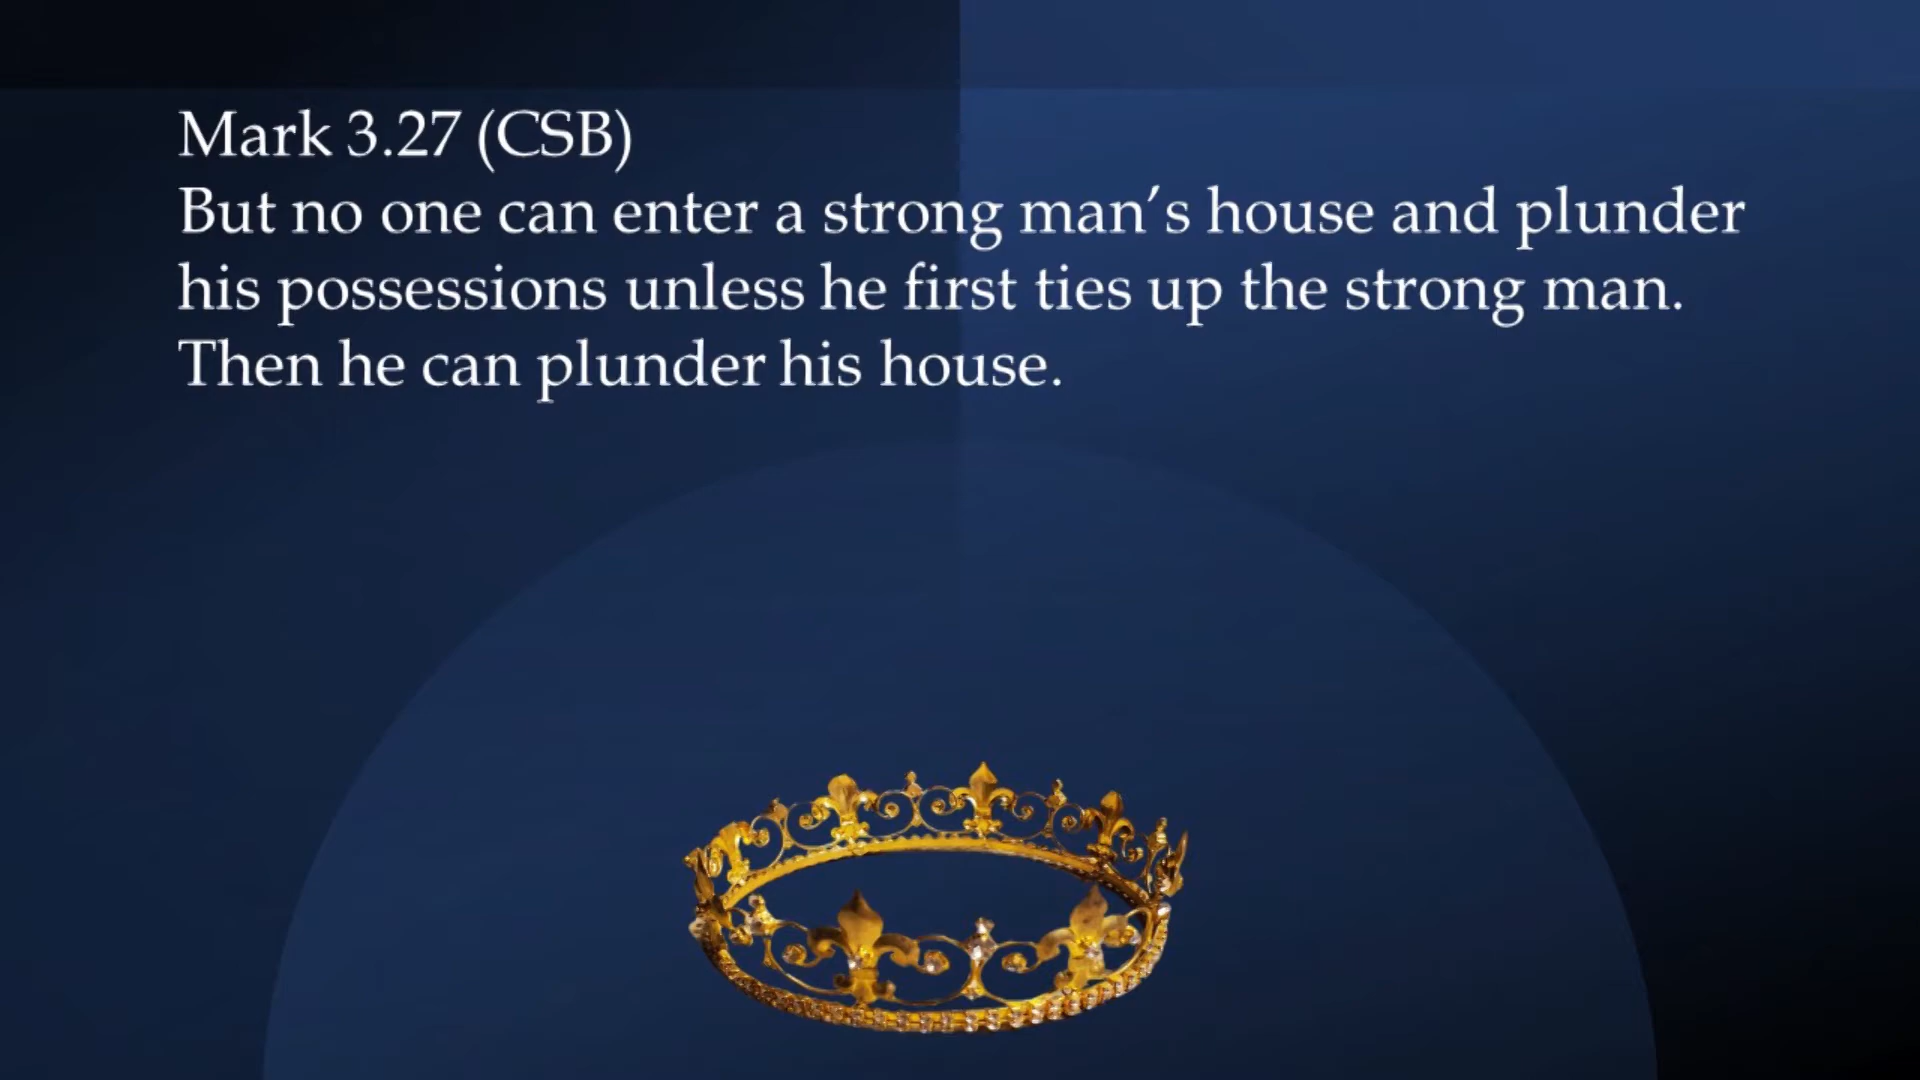 Mark 3.27 (CSB)
But no one can enter a strong man’s house and plunder
his possessions unless he first ties up the strong man.
Then he can plunder his house.